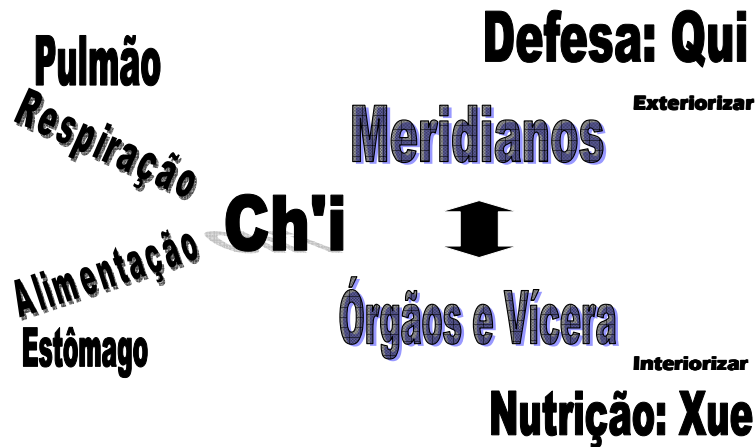 Pulmão
Respiração
Ch'i
Alimentação
Estômago
Defesa: Qui
Exteriorizar
Meridianos
Órgãos e Vícera
Interiorizar
Nutrição: Xue